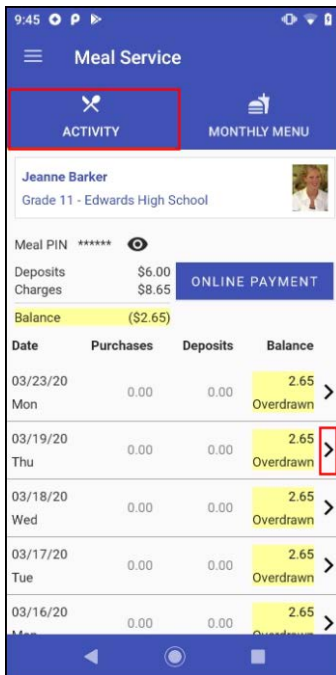 9:45
Meal Service
ACTIVITY MONTHLY MENU
Jeanne Barker
Grade 11 - Edwards High School
Meal PIN ******
Deposits $6.00
Charges $8.65
ONLINE PAYMENT
Balance ($2.65)
Date Purchases Deposits Balance
03/23/20 2.65
Mon 0.00 0.00 Overdrawn
03/19/20 2.65
Thu 0.00 0.00 Overdrawn
03/18/20 2.65
Wed 0.00 0.00 Overdrawn
03/17/20 2.65
Tue 0.00 0.00 Overdrawn
03/16/20 2.65
Mon 0.00 0.00 Overdrawn